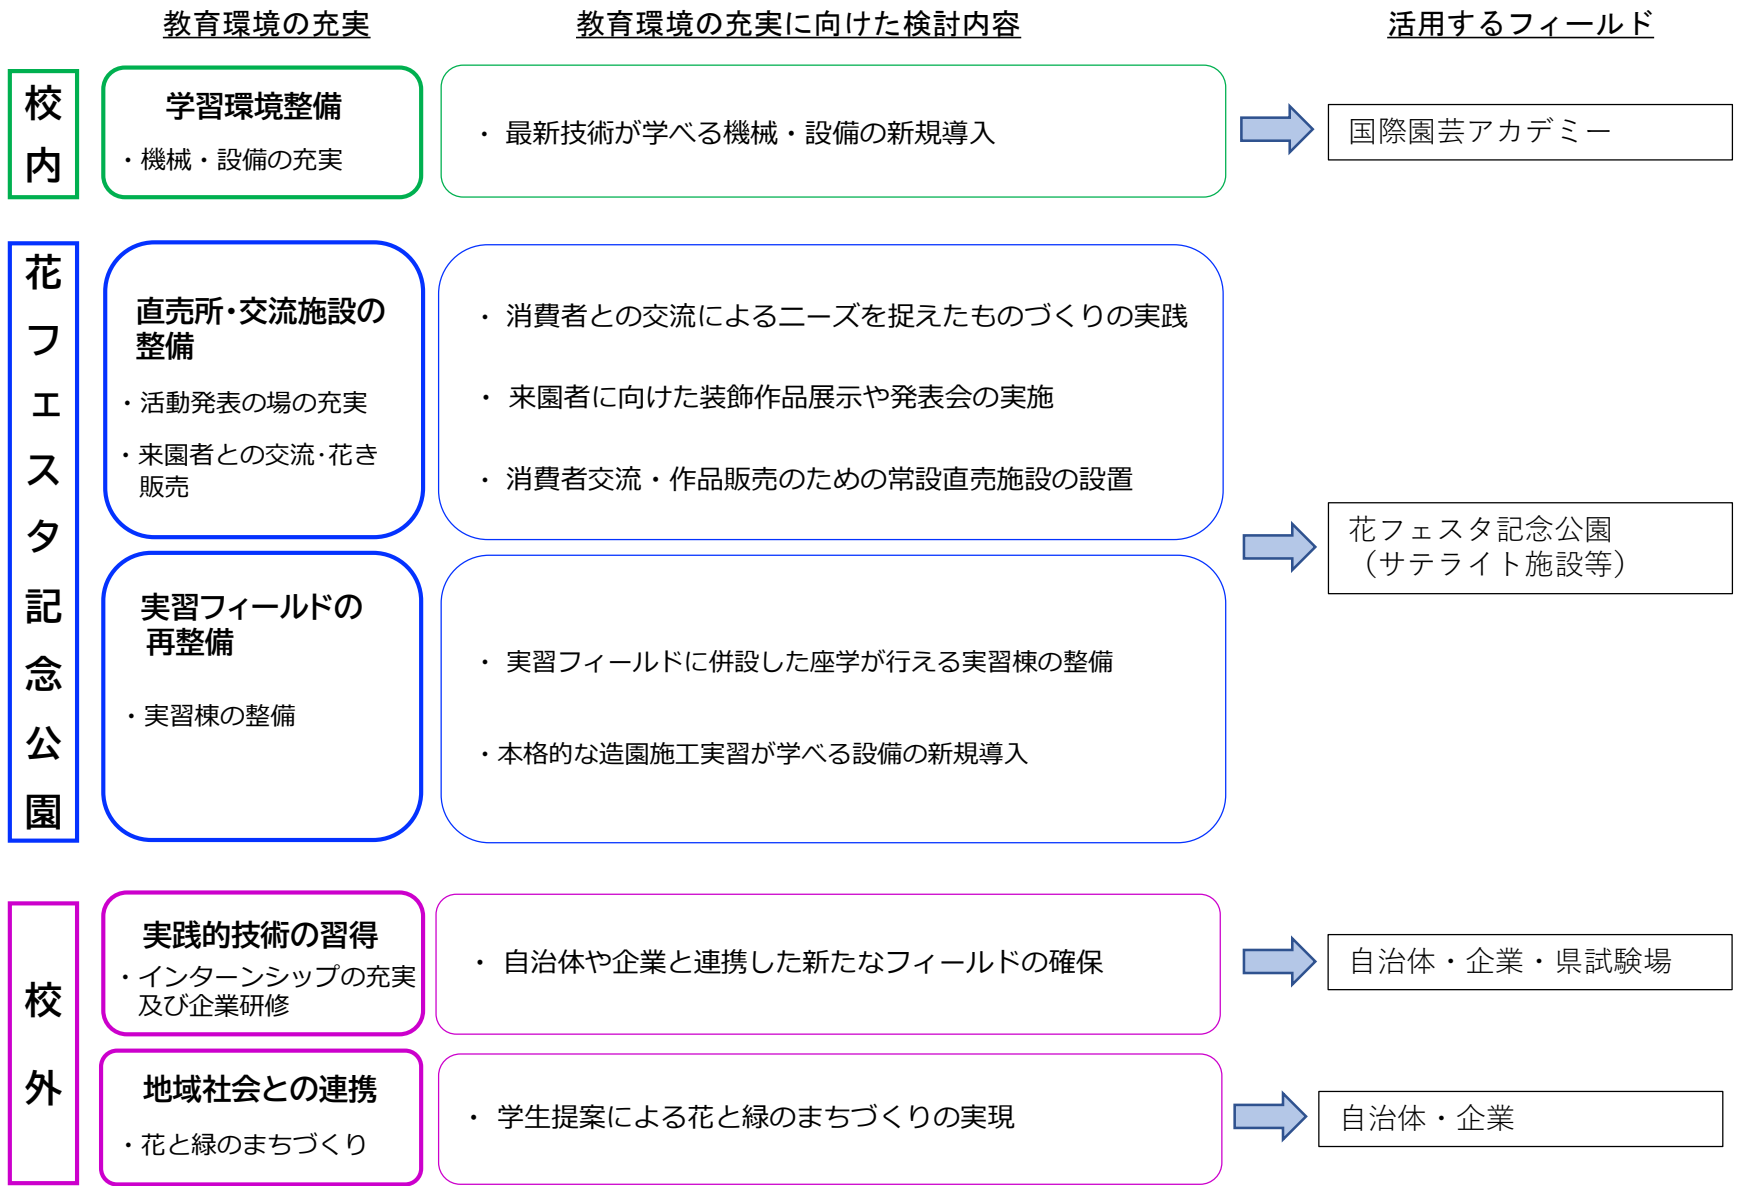 教育環境の充実
教育環境の充実に向けた検討内容
活用するフィールド
校内
学習環境整備
・機械・設備の充実
・ 最新技術が学べる機械・設備の新規導入
国際園芸アカデミー
花フェスタ記念公園
直売所・交流施設の
整備
・活動発表の場の充実
・来園者との交流・花き
販売
・ 消費者との交流によるニーズを捉えたものづくりの実践
・ 来園者に向けた装飾作品展示や発表会の実施
・ 消費者交流・作品販売のための常設直売施設の設置
実習フィールドの
再整備
・実習棟の整備
・ 実習フィールドに併設した座学が行える実習棟の整備
・本格的な造園施工実習が学べる設備の新規導入
花フェスタ記念公園
（サテライト施設等）
校外
実践的技術の習得
・インターンシップの充実
及び企業研修
・ 自治体や企業と連携した新たなフィールドの確保
自治体・企業・県試験場
地域社会との連携
・花と緑のまちづくり
・ 学生提案による花と緑のまちづくりの実現
自治体・企業